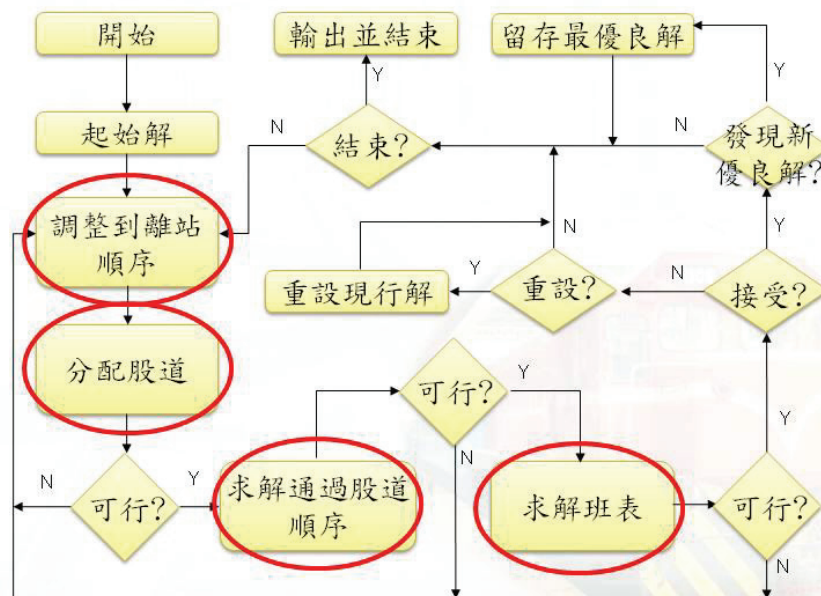 開始
輸出並結束
留存最優良解
Y
Y
起始解
N
結束?
N
發現新
優良解?
調整到離站
順序
N
Y
重設現行解
Y
重設?
N
接受?
分配股道
可行?
Y
Y
N
Y
可行?
求解通過股道
順序
N
求解班表
可行?
N